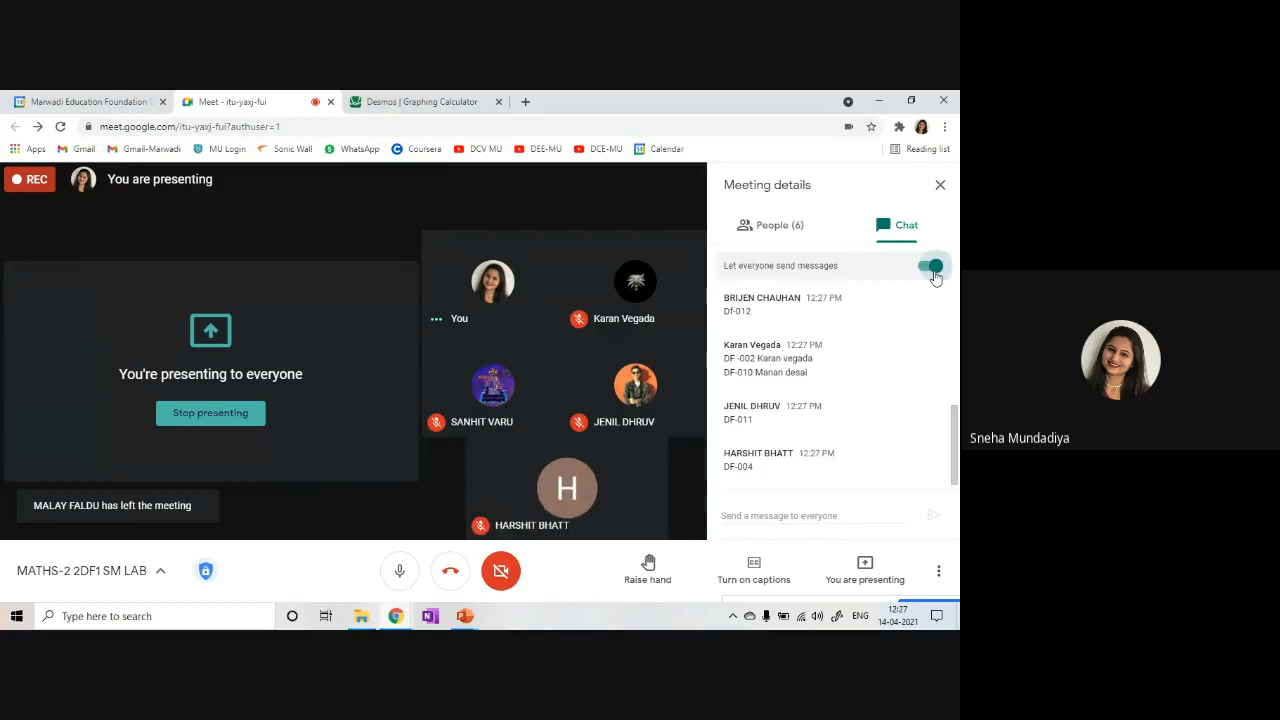 Marwadi Education Foundation
Meet - itu-yaxj-fui
Desmos | Graphing Calculator
meet.google.com/itu-yaxj-fui?authuser=1
Apps
Gmail
Gmail-Marwadi
MU Login
Sonic Wall
WhatsApp
Coursera
DCV MU
DEE-MU
DCE-MU
Calendar
Reading list
REC
You are presenting
You're presenting to everyone
Stop presenting
MALAY FALDU has left the meeting
You
Karan Vegada
SANHIT VARU
JENIL DHRUV
H
HARSHIT BHATT
Meeting details
People (6)
Chat
Let everyone send messages
BRIJEN CHAUHAN 12:27 PM
Df-012
Karan Vegada 12:27 PM
DF -002 Karan vegada
DF-010 Manan desai
JENIL DHRUV 12:27 PM
DF-011
HARSHIT BHATT 12:27 PM
DF-004
Send a message to everyone
MATHS-2 2DF1 SM LAB
Raise hand
Turn on captions
You are presenting
Type here to search
ENG
12:27
14-04-2021
Sneha Mundadiya